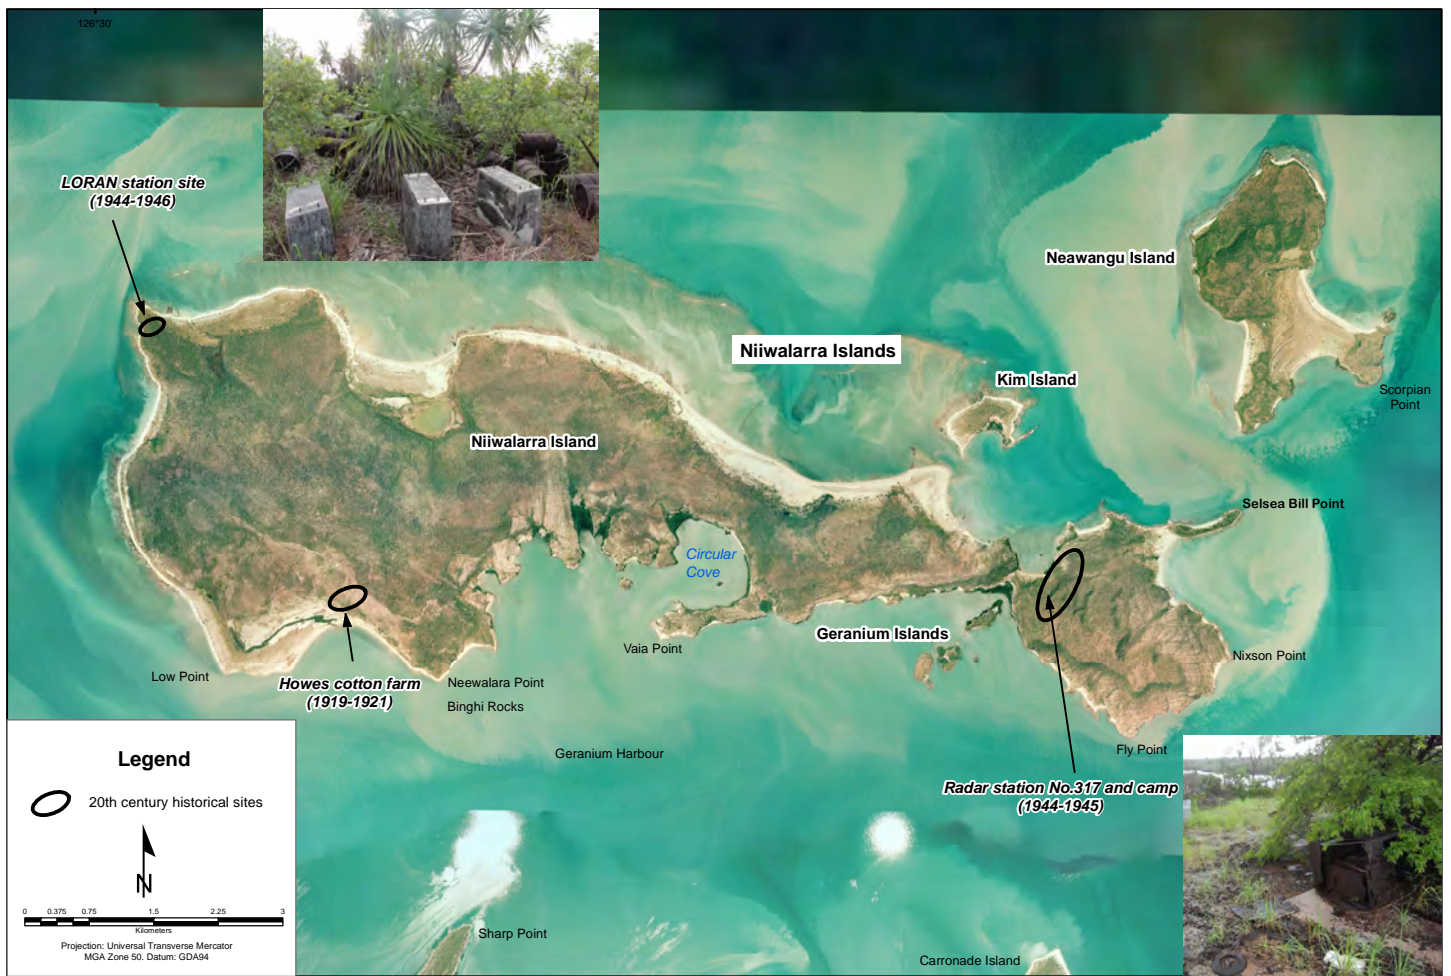 126°30'
LORAN station site
(1944-1946)
Neawangu Island
Niiwalarra Islands
Kim Island
Scorpian
Point
Niiwalarra Island
Selsea Bill Point
Circular
Cove
Geranium Islands
Vaia Point
Nixson Point
Low Point
Howes cotton farm
(1919-1921)
Neewalara Point
Binghi Rocks
Geranium Harbour
Fly Point
Radar station No.317 and camp
(1944-1945)
Legend
20th century historical sites
N
0 0.375 0.75 1.5 2.25 3
Kilometers
Projection: Universal Transverse Mercator
MGA Zone 50. Datum: GDA94
Sharp Point
Carronade Island